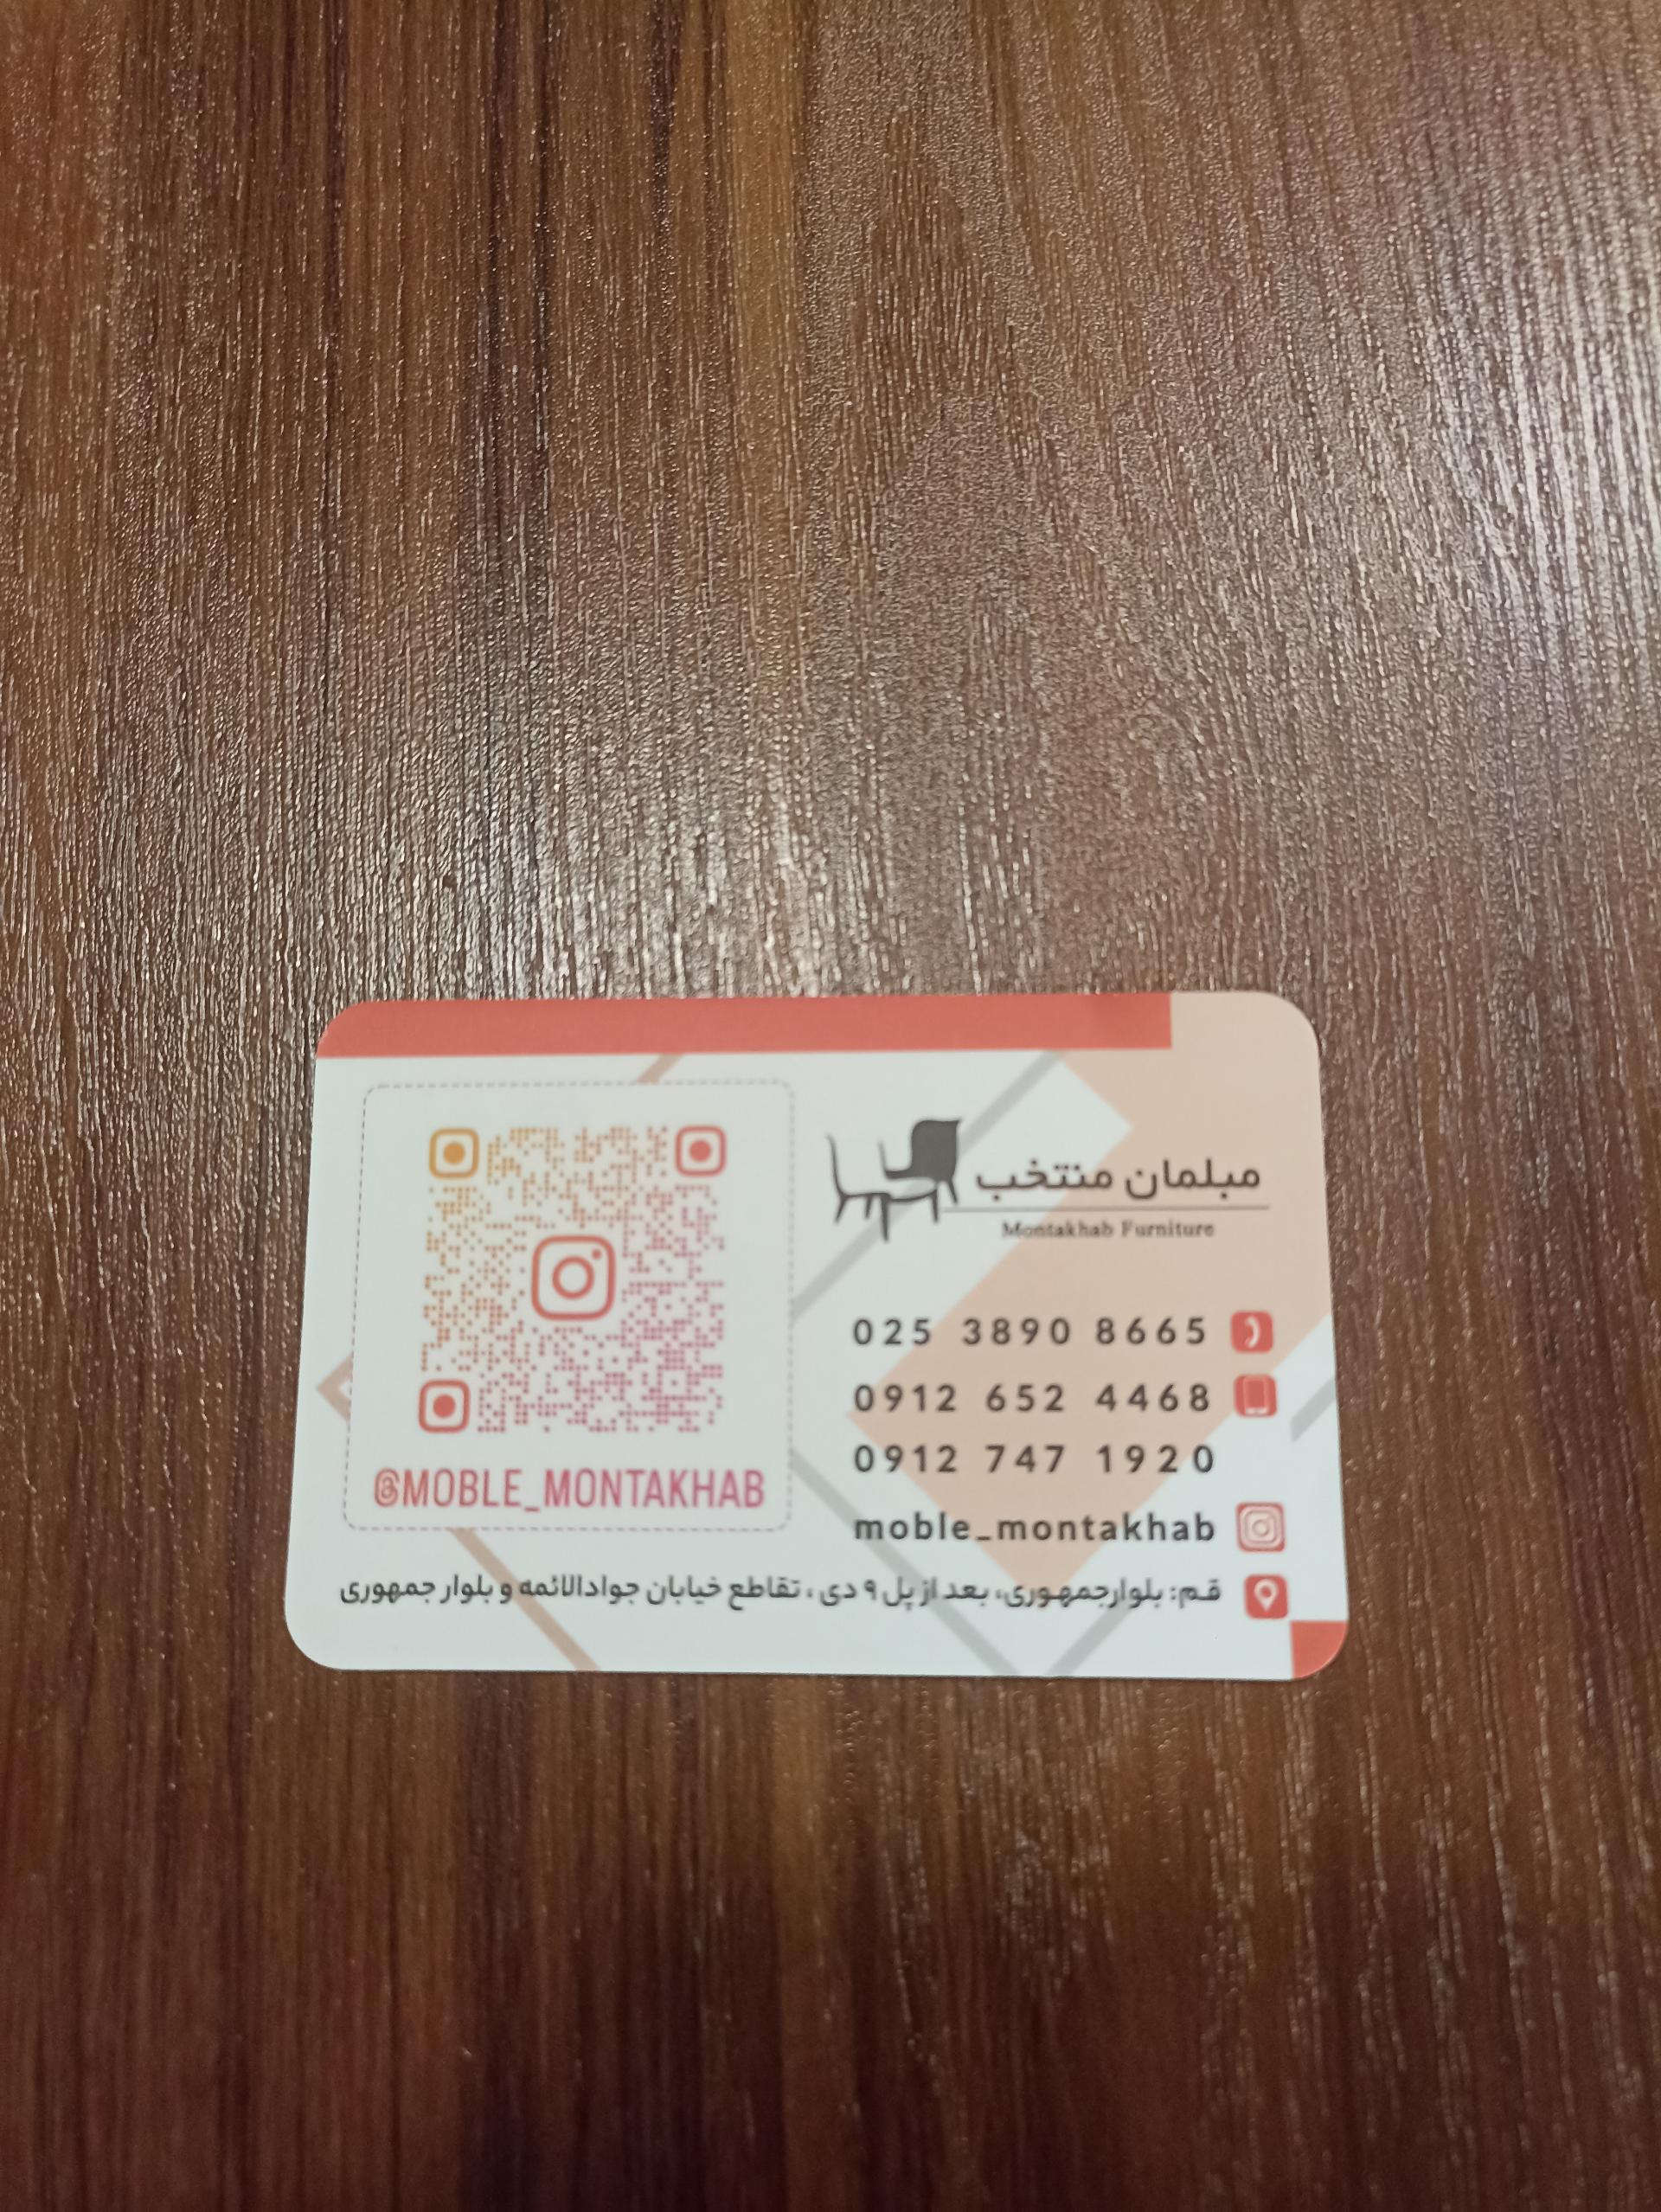 مبلمان منتخب
Montakhab Furniture
025 3890 8665
0912 652 4468
0912 747 1920
moble_montakhab
@MOBLE_MONTAKHAB
قم: بلوارجمهوری، بعد از پل ۹ دی، تقاطع خیابان جوادالائمه و بلوار جمهوری